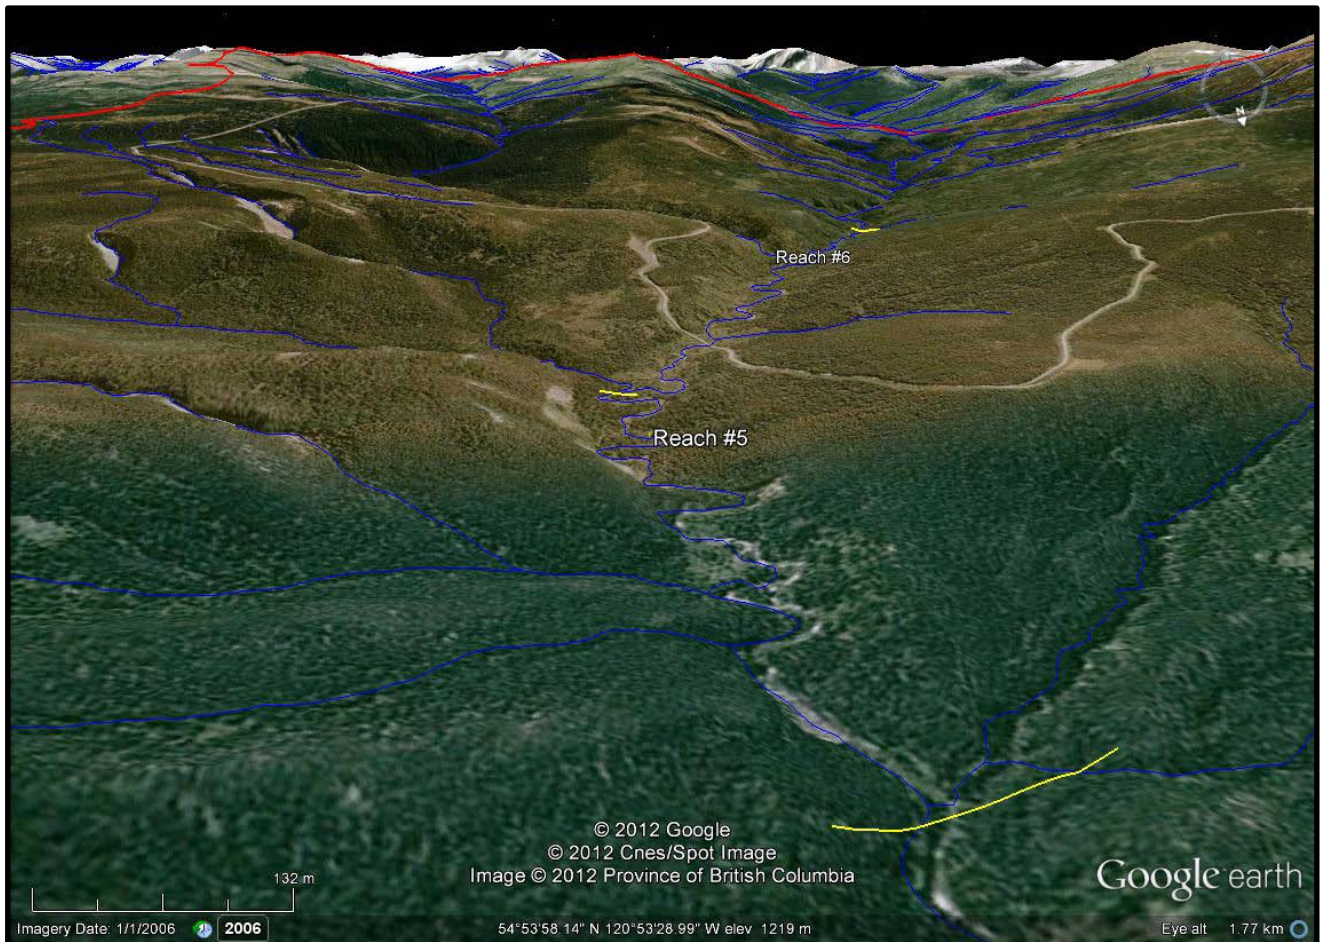 N
Reach #6
Reach #5
© 2012 Google
© 2012 Cnes/Spot Image
Image © 2012 Province of British Columbia
Google earth
132 m
Imagery Date: 1/1/2006
2006
54°53'58.14" N 120°53'28.99" W elev 1219 m
Eye alt 1.77 km